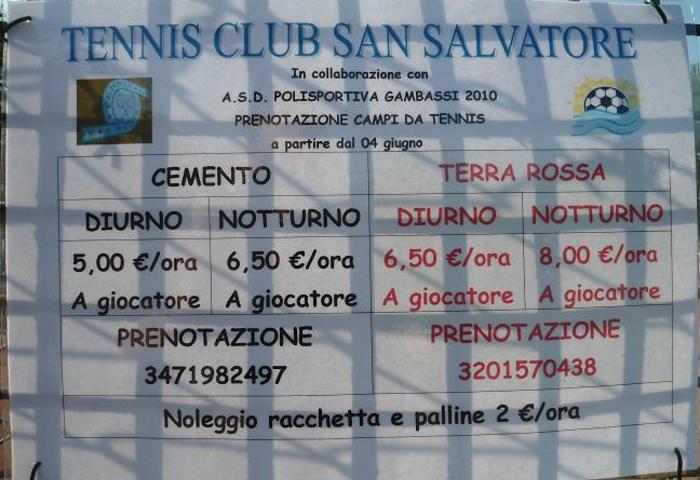 TENNIS CLUB SAN SALVATORE
In collaborazione con
A.S.D. POLISPORTIVA GAMBASSI 2010
PRENOTAZIONE CAMPI DA TENNIS
a partire dal 04 giugno
CEMENTO TERRA ROSSA
DIURNO NOTTURNO DIURNO NOTTURNO
5,00 €/ora 6,50 €/ora 6,50 €/ora 8,00 €/ora
A giocatore A giocatore A giocatore A giocatore
PRENOTAZIONE PRENOTAZIONE
3471982497 3201570438
Noleggio racchetta e palline 2 €/ora